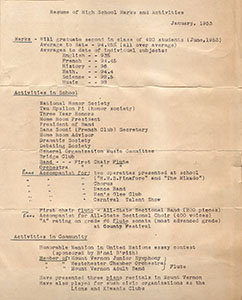 Resume of High School Marks and Activities
January, 1953
Marks - Will graduate second in class of 420 students (June, 1953)
Average to Date - 94.055 (all over average)
Averages to date of individual subjects:
English -- 93%
French --
History -- 96
Math. -- 94.4
Science -- 92.4
Music --
Activities in School
National Honor Society
Tau Epsilon Pi (honor society)
Three Year Honors
Home Room President
President of Band
Sans Souci (French Club) Secretary
Home Room Advisor
Dramatic Society
Debating Society
General Organization Music Committee
Bridge Club
Band -- First Chair Flute
Orchestra
Accompanist for two operettas presented at school
("H.M.S.Pinafore" and "The Mikado")
" " Chorus
" " Dance Band
" " Men's Glee Club
" " Carnival Talent Show
First chair flute - All-State Sectional Band (200 pieces)
Accompanist for All-State Sectional Choir (400 voices)
"A" rating on grade #6 flute sonata (most advanced grade)
at County Festival
Activities in Community
Honorable Mention in United Nations essay contest
(sponsored by B'nai B'rith)
Member of Mount Vernon Junior Symphony
" " Westchester Chamber Orchestra
" " Mount Vernon Adult Band / Flute
Have presented three piano recitals in Mount Vernon
Have also played for such civic organizations as the
Lions and Kiwanis Clubs